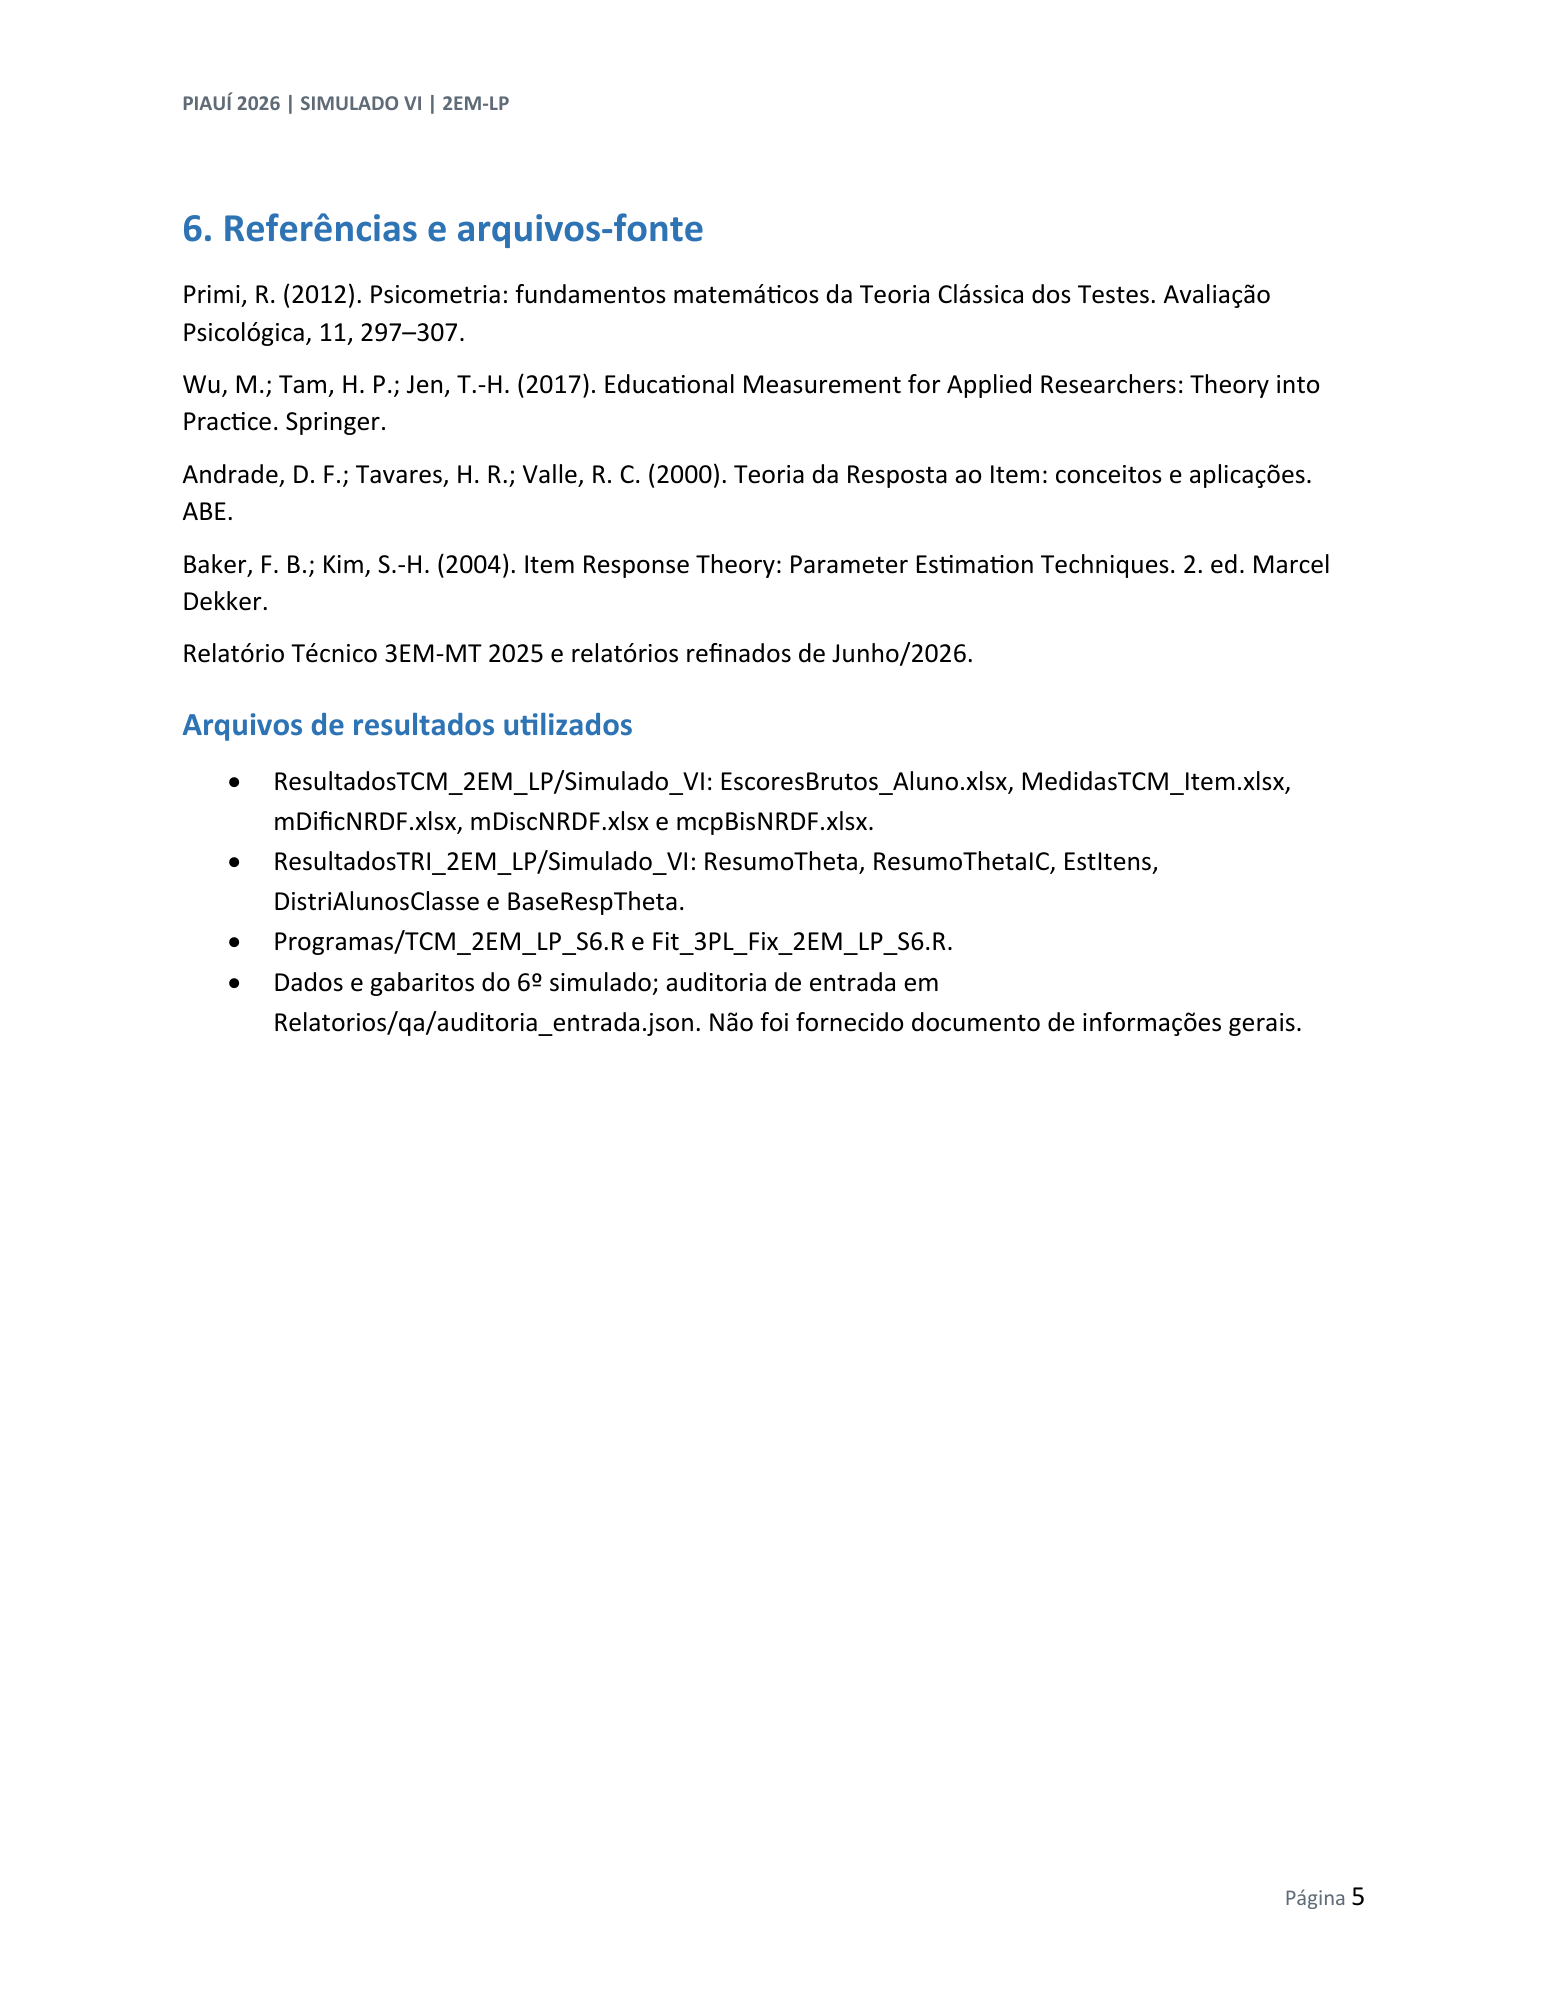 PIAUÍ 2026 | SIMULADO VI | 2EM-LP
6. Referências e arquivos-fonte
Primi, R. (2012). Psicometria: fundamentos matemáticos da Teoria Clássica dos Testes. Avaliação
Psicológica, 11, 297–307.
Wu, M.; Tam, H. P.; Jen, T.-H. (2017). Educational Measurement for Applied Researchers: Theory into
Practice. Springer.
Andrade, D. F.; Tavares, H. R.; Valle, R. C. (2000). Teoria da Resposta ao Item: conceitos e aplicações.
ABE.
Baker, F. B.; Kim, S.-H. (2004). Item Response Theory: Parameter Estimation Techniques. 2. ed. Marcel
Dekker.
Relatório Técnico 3EM-MT 2025 e relatórios refinados de Junho/2026.
Arquivos de resultados utilizados
• ResultadosTCM_2EM_LP/Simulado_VI: EscoresBrutos_Aluno.xlsx, MedidasTCM_Item.xlsx,
mDificNRDF.xlsx, mDiscNRDF.xlsx e mcpBisNRDF.xlsx.
• ResultadosTRI_2EM_LP/Simulado_VI: ResumoTheta, ResumoThetaIC, EstItens,
DistriAlunosClasse e BaseRespTheta.
• Programas/TCM_2EM_LP_S6.R e Fit_3PL_Fix_2EM_LP_S6.R.
• Dados e gabaritos do 6º simulado; auditoria de entrada em
Relatorios/qa/auditoria_entrada.json. Não foi fornecido documento de informações gerais.
Página 5